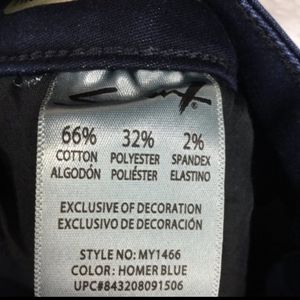 66% 32% 2%
COTTON POLYESTER SPANDEX
ALGODÓN POLIÉSTER ELASTINO
EXCLUSIVE OF DECORATION
EXCLUSIVO DE DECORACIÓN
STYLE NO: MY1466
COLOR: HOMER BLUE
UPC#843208091506